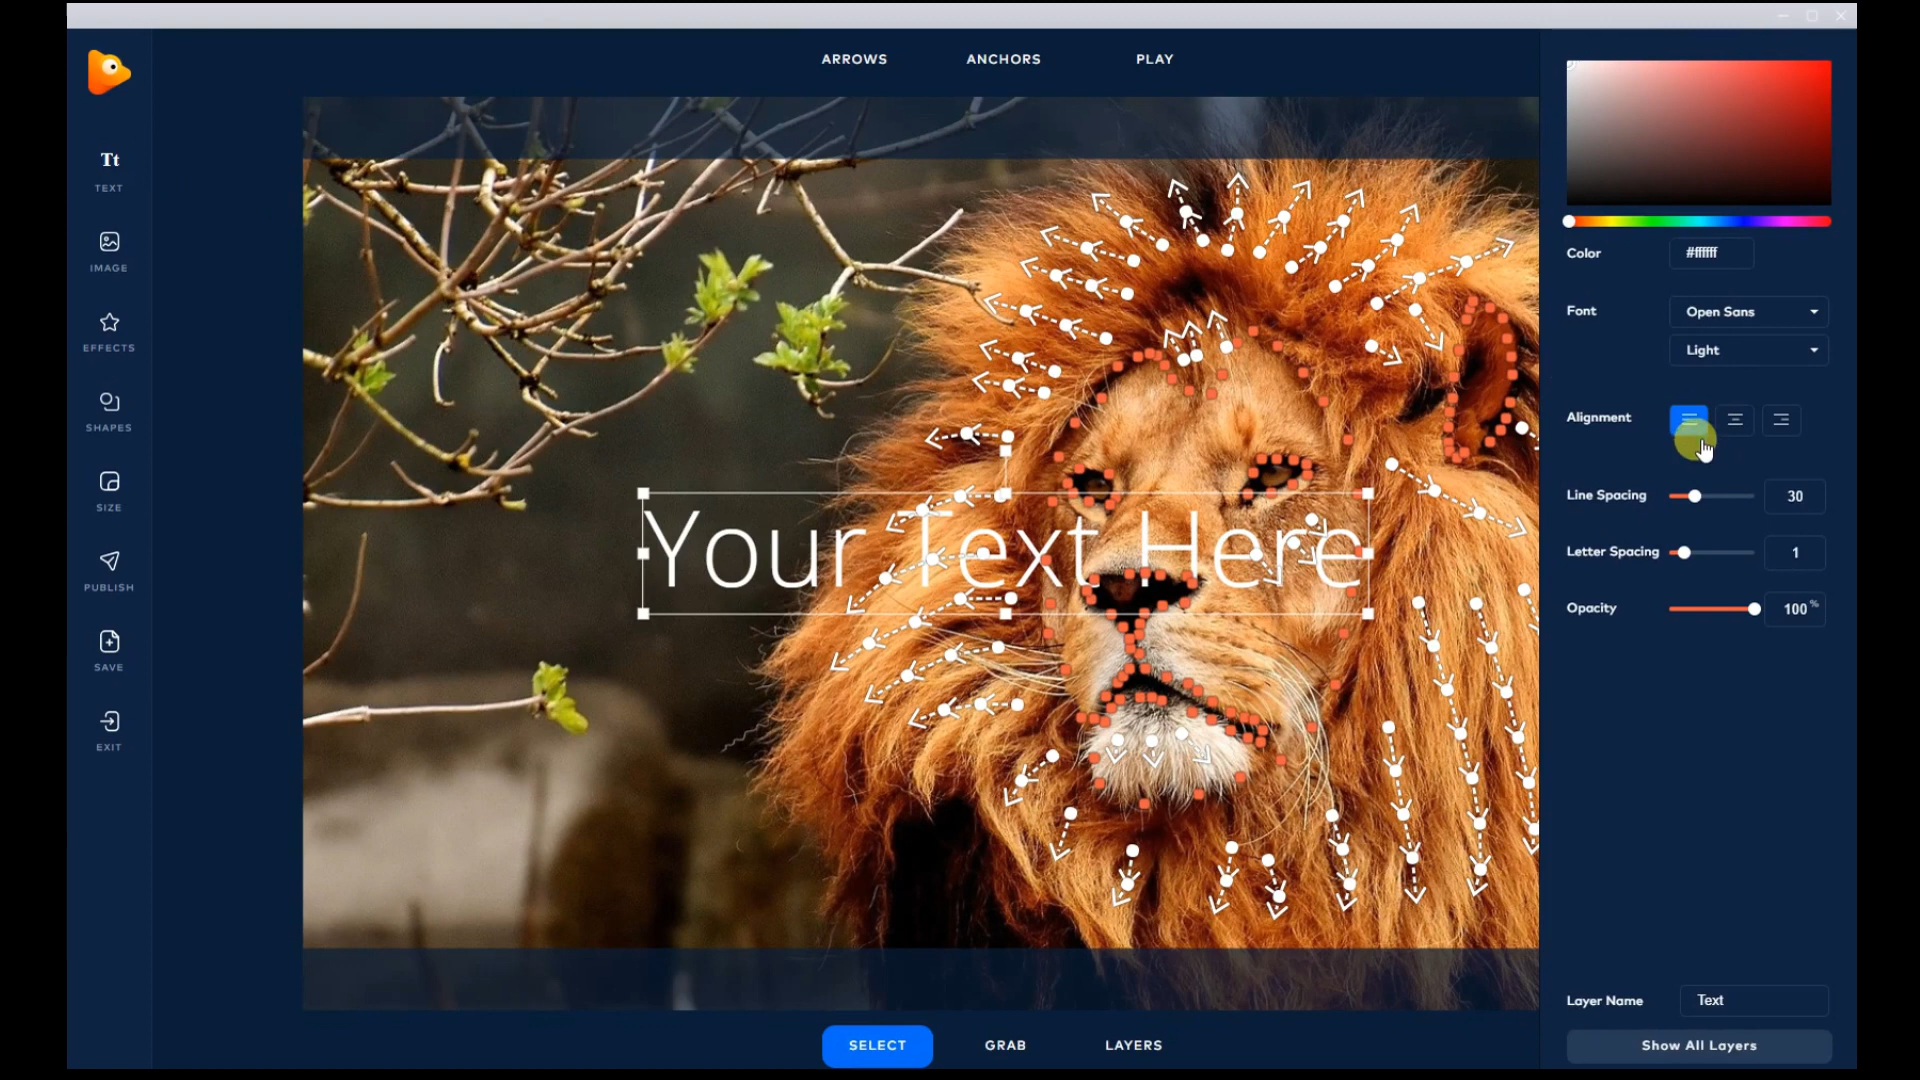 ARROWS ANCHORS PLAY
Tt
TEXT
IMAGE
EFFECTS
SHAPES
SIZE
PUBLISH
SAVE
EXIT
Your Text Here
Color #ffffff
Font Open Sans
Light
Alignment
Line Spacing 30
Letter Spacing 1
Opacity 100 %
Layer Name Text
Show All Layers
SELECT GRAB LAYERS